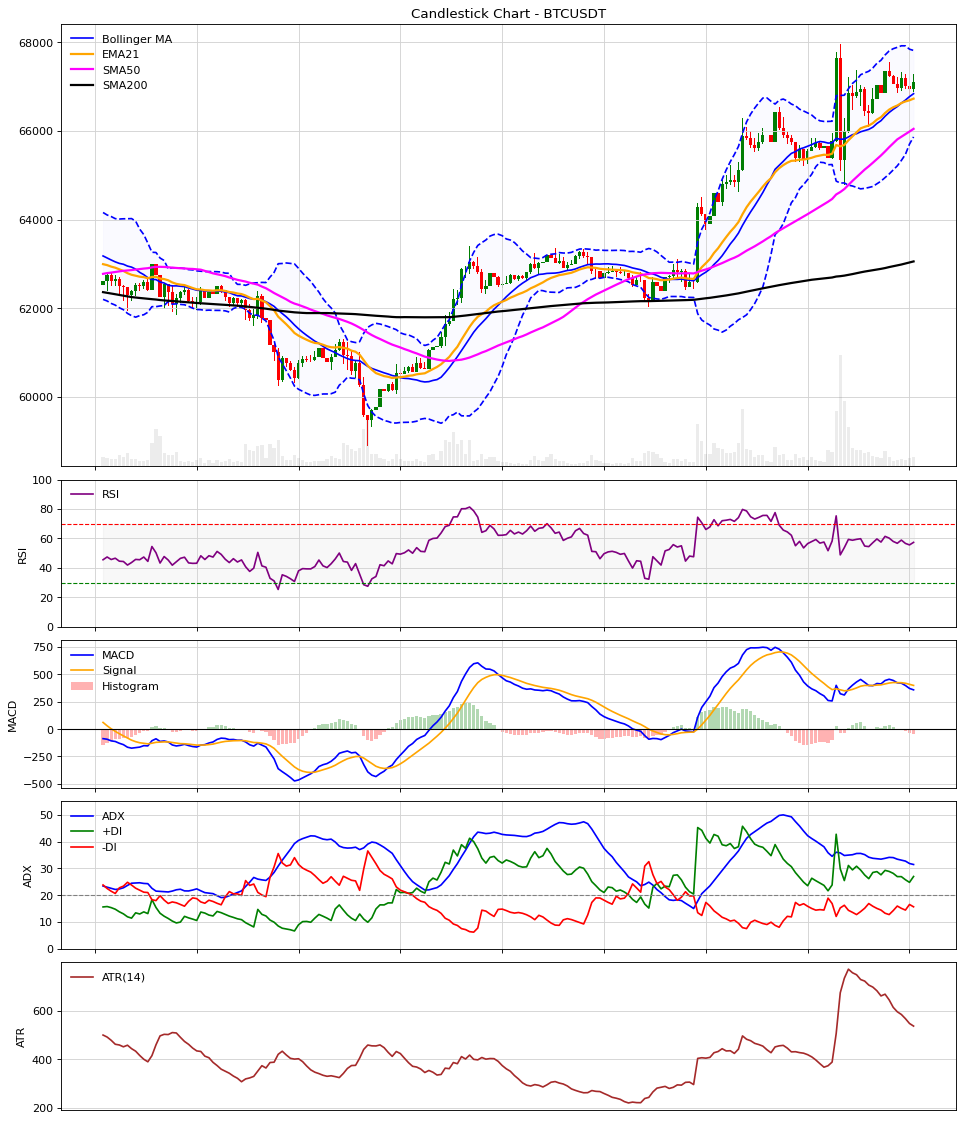 Candlestick Chart - BTCUSDT
Bollinger MA
EMA21
SMA50
SMA200
68000
66000
64000
62000
60000
RSI
RSI
100
80
60
40
20
0
MACD
Signal
Histogram
MACD
750
500
250
0
−250
−500
ADX
+DI
-DI
ADX
50
40
30
20
10
0
ATR(14)
ATR
600
400
200